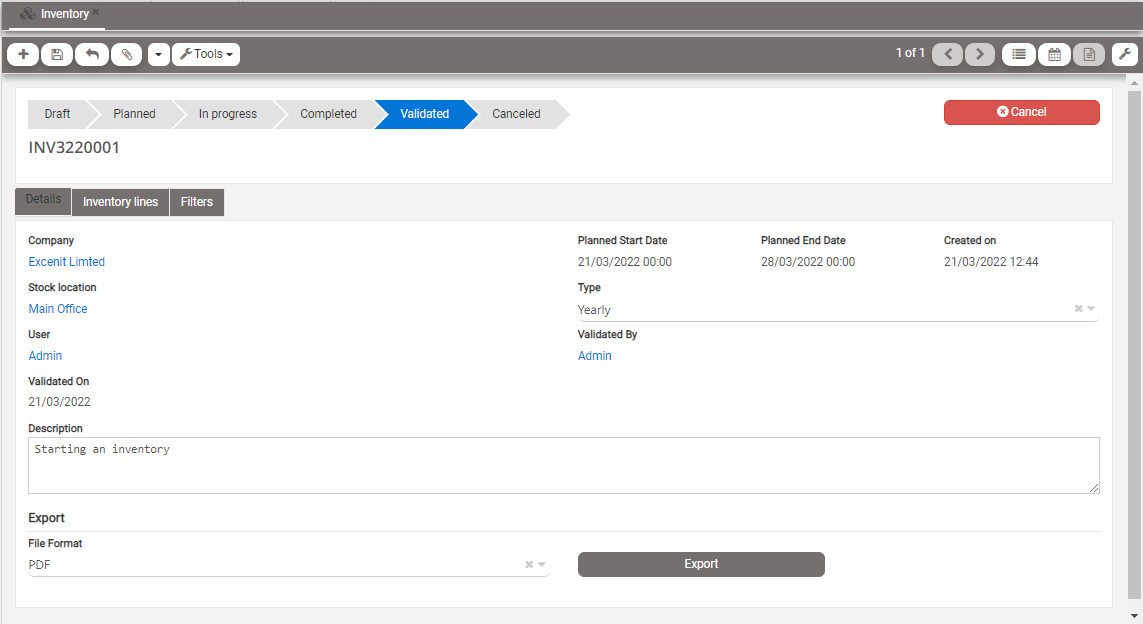 Inventory
Tools
1 of 1
Draft Planned In progress Completed Validated Canceled
Cancel
INV3220001
Details Inventory lines Filters
Company Planned Start Date Planned End Date Created on
Excenit Limted 21/03/2022 00:00 28/03/2022 00:00 21/03/2022 12:44
Stock location Type
Main Office Yearly
User Validated By
Admin Admin
Validated On
21/03/2022
Description
Starting an inventory
Export
File Format
PDF Export